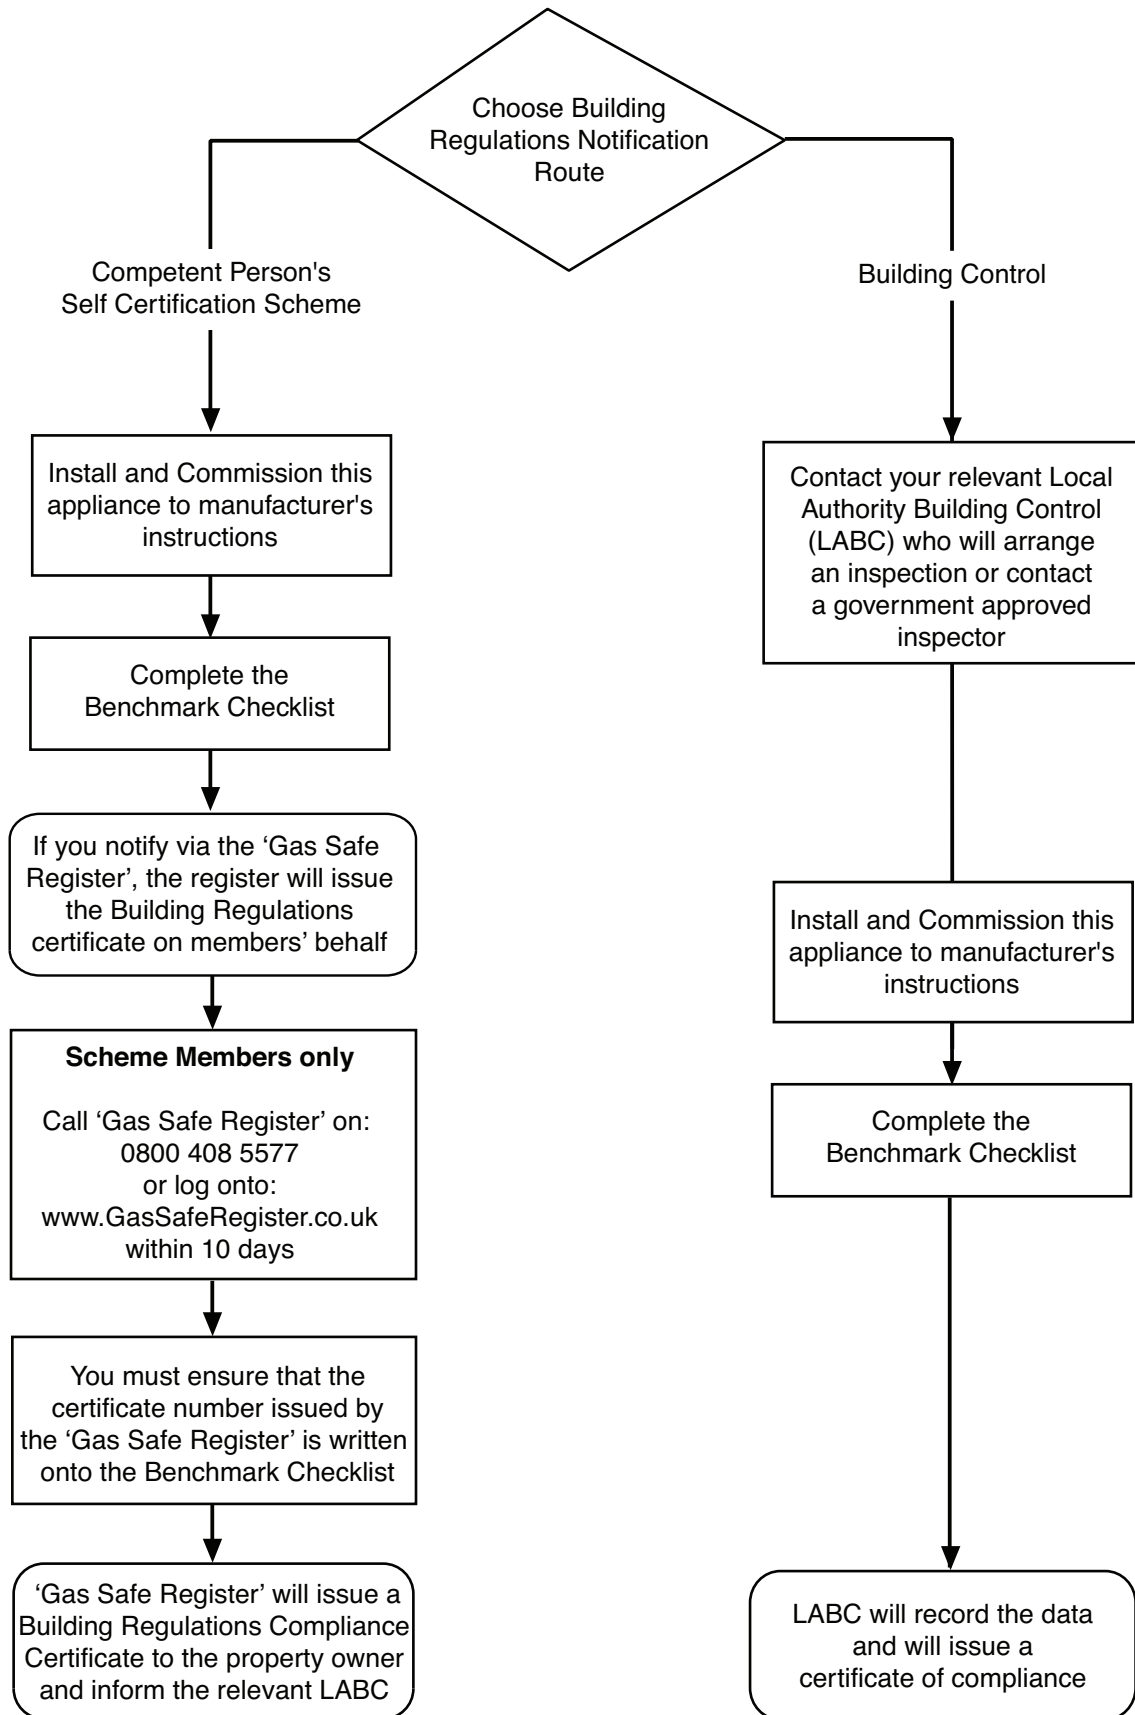 Choose Building
Regulations Notification
Route
Competent Person's
Self Certification Scheme
Building Control
Install and Commission this
appliance to manufacturer's
instructions
Complete the
Benchmark Checklist
If you notify via the ‘Gas Safe
Register’, the register will issue
the Building Regulations
certificate on members’ behalf
Scheme Members only
Call ‘Gas Safe Register’ on:
0800 408 5577
or log onto:
www.GasSafeRegister.co.uk
within 10 days
You must ensure that the
certificate number issued by
the ‘Gas Safe Register’ is written
onto the Benchmark Checklist
‘Gas Safe Register’ will issue a
Building Regulations Compliance
Certificate to the property owner
and inform the relevant LABC
Contact your relevant Local
Authority Building Control
(LABC) who will arrange
an inspection or contact
a government approved
inspector
Install and Commission this
appliance to manufacturer's
instructions
Complete the
Benchmark Checklist
LABC will record the data
and will issue a
certificate of compliance